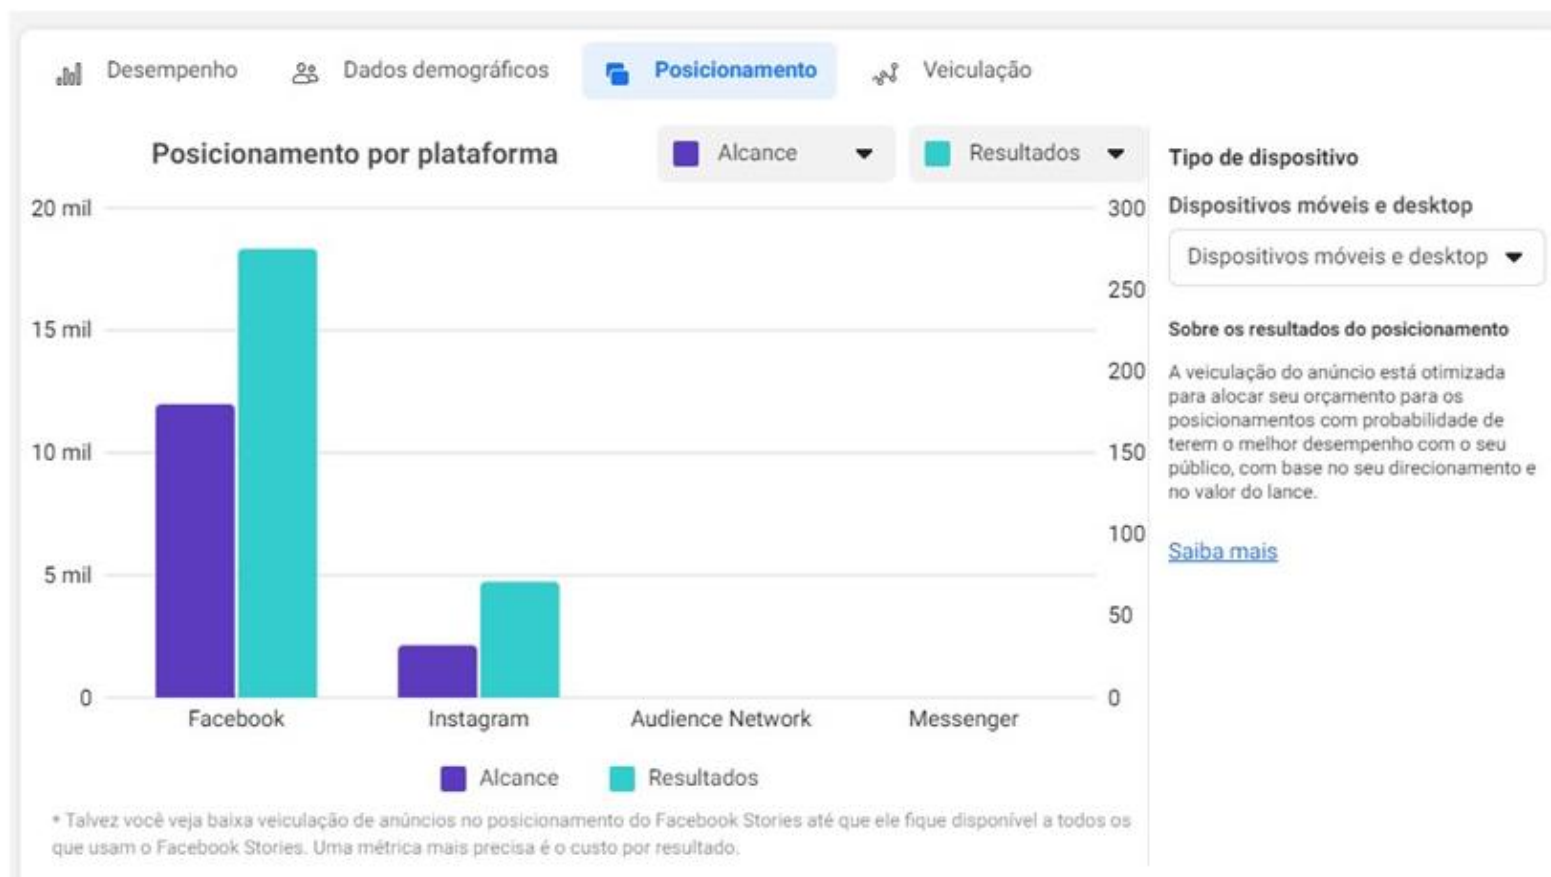 Desempenho Dados demográficos Posicionamento Veiculação
Posicionamento por plataforma
Alcance
Resultados
20 mil
15 mil
10 mil
5 mil
0
300
250
200
150
100
50
0
Facebook Instagram Audience Network Messenger
Alcance Resultados
* Talvez você veja baixa veiculação de anúncios no posicionamento do Facebook Stories até que ele fique disponível a todos os
que usam o Facebook Stories. Uma métrica mais precisa é o custo por resultado.
Tipo de dispositivo
Dispositivos móveis e desktop
Dispositivos móveis e desktop
Sobre os resultados do posicionamento
A veiculação do anúncio está otimizada
para alocar seu orçamento para os
posicionamentos com probabilidade de
terem o melhor desempenho com o seu
público, com base no seu direcionamento e
no valor do lance.
Saiba mais